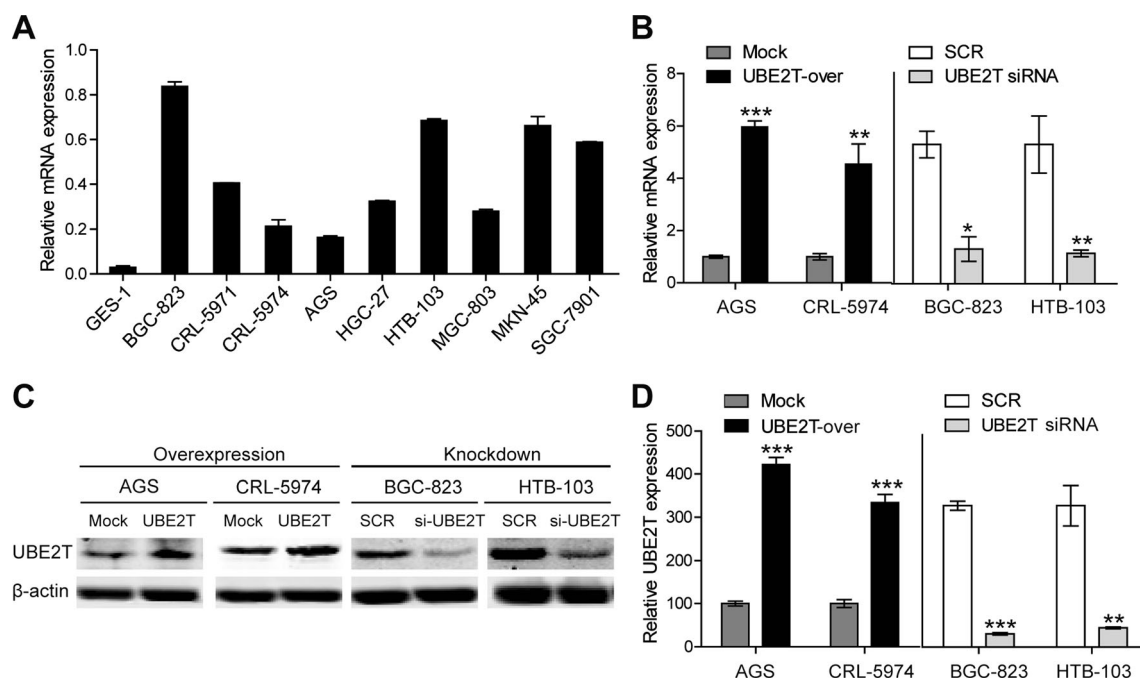 A
Relavtive mRNA expression
1.0
0.8
0.6
0.4
0.2
0.0
GES-1
BGC-823
CRL-5971
CRL-5974
AGS
HGC-27
HTB-103
MGC-803
MKN-45
SGC-7901
B
Mock
UBE2T-over
SCR
UBE2T siRNA
Relavtive mRNA expression
8
6
4
2
0
***
**
*
**
AGS
CRL-5974
BGC-823
HTB-103
C
Overexpression Knockdown
AGS CRL-5974 BGC-823 HTB-103
Mock UBE2T Mock UBE2T SCR si-UBE2T SCR si-UBE2T
UBE2T
β-actin
D
Mock
UBE2T-over
SCR
UBE2T siRNA
Relative UBE2T expression
500
400
300
200
100
0
***
***
***
**
AGS
CRL-5974
BGC-823
HTB-103